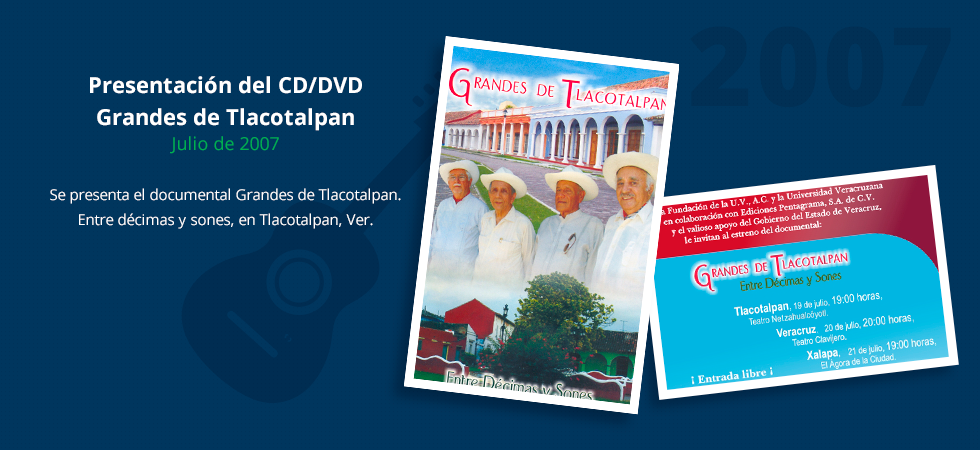 2007
Presentación del CD/DVD
Grandes de Tlacotalpan
Julio de 2007
Se presenta el documental Grandes de Tlacotalpan.
Entre décimas y sones, en Tlacotalpan, Ver.
GRANDES DE TLACOTALPAN
Entre Décimas y Sones
Fundación de la U.V., A.C. y la Universidad Veracruzana
en colaboración con Ediciones Pentagrama, S.A. de C.V.
y el valioso apoyo del Gobierno del Estado de Veracruz,
le invitan al estreno del documental:
GRANDES DE TLACOTALPAN
Entre Décimas y Sones
Tlacotalpan, 19 de julio, 19:00 horas,
Teatro Netzahualcóyotl.
Veracruz, 20 de julio, 20:00 horas,
Teatro Clavijero.
Xalapa, 21 de julio, 19:00 horas,
El Agora de la Ciudad.
¡ Entrada libre !